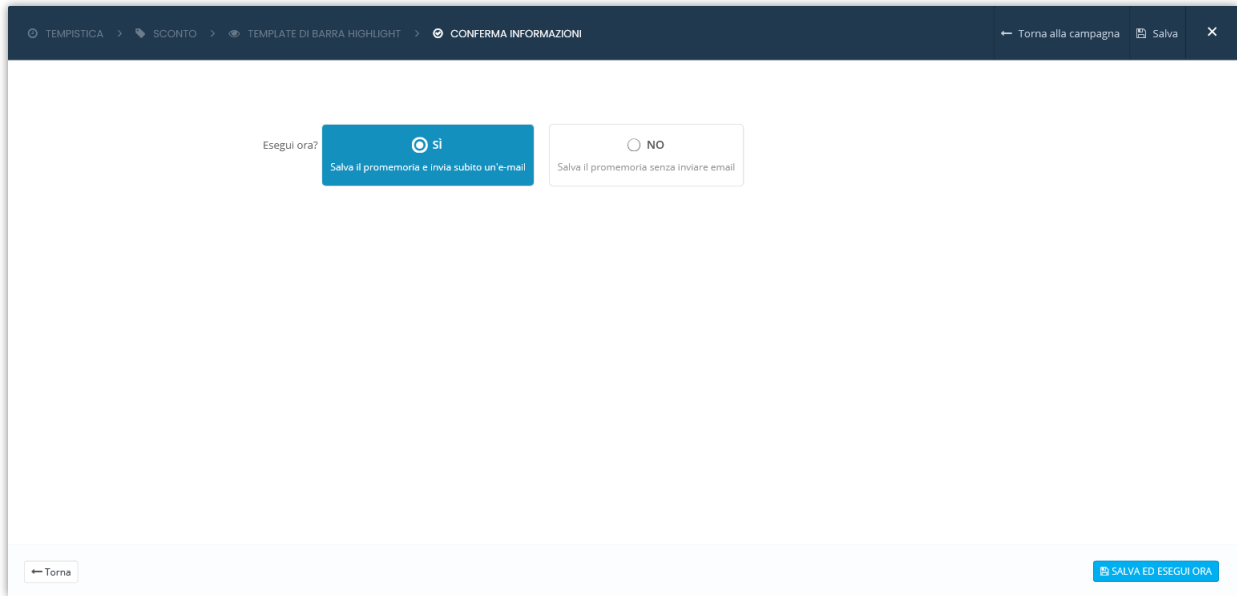 TEMPISTICA > SCONTO > TEMPLATE DI BARRA HIGHLIGHT > CONFERMA INFORMAZIONI ← Torna alla campagna Salva ×
Esegui ora? SÌ NO
Salva il promemoria e invia subito un'e-mail Salva il promemoria senza inviare email
← Torna SALVA ED ESEGUI ORA